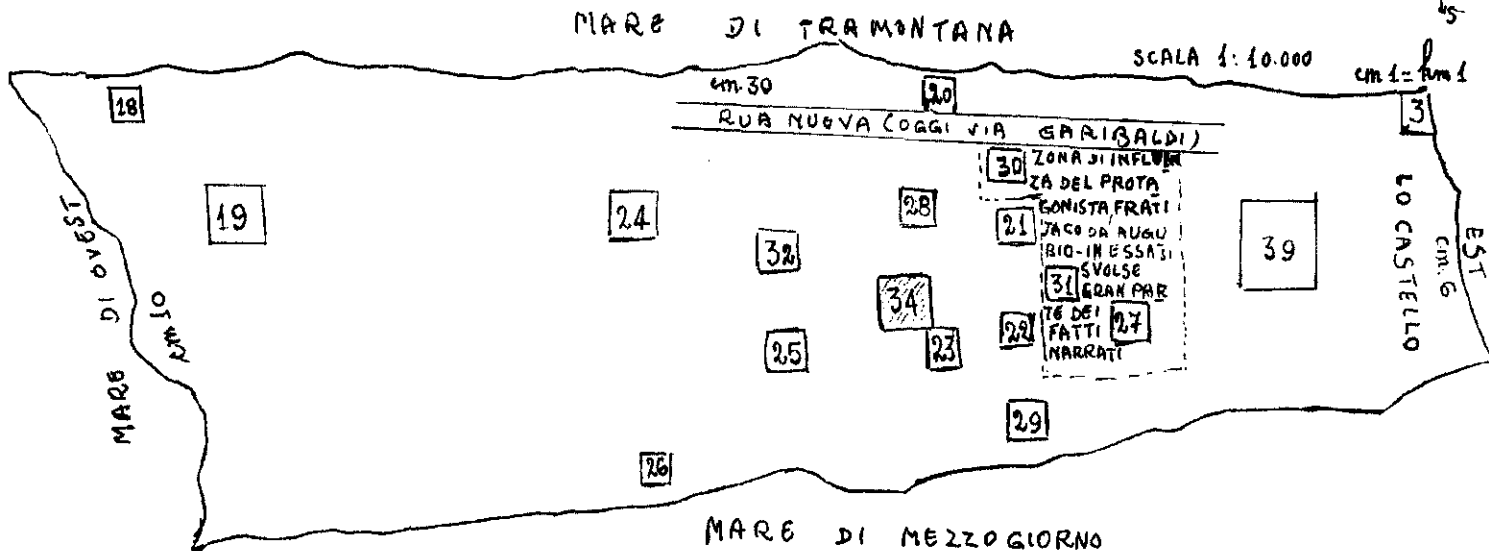 MARE DI TRAMONTANA
SCALA 1:10.000
cm 1 = km 1
cm. 30
18
20
3
RUA NUOVA (OGGI VIA GARIBALDI)
30
ZONA DI INFLUEN
ZA DEL PROTA
GONISTA FRATI
JACO DA AUGU
BIO-IN ESSA SI
SVOLSE
GRAN PAR
TE DEI
FATTI
NARRATI
19
24
28
21
32
34
31
39
25
23
22
27
29
26
LO CASTELLO
EST
cm. 6
MARE DI OVEST
MARE DI MEZZOGIORNO